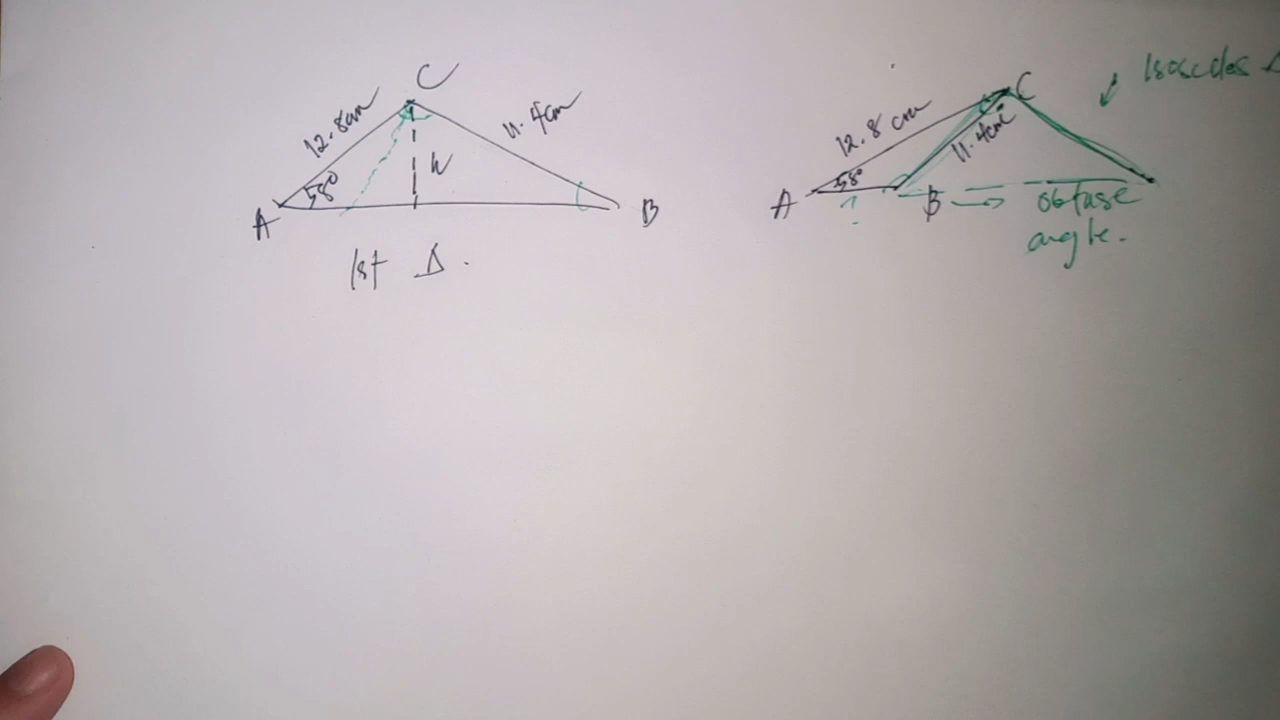 C
12.8cm
11.4cm
h
58°
A
B
1st Δ.
Isosceles Δ
C
12.8 cm
11.4cm
58°
A
?
B → obtuse
angle.